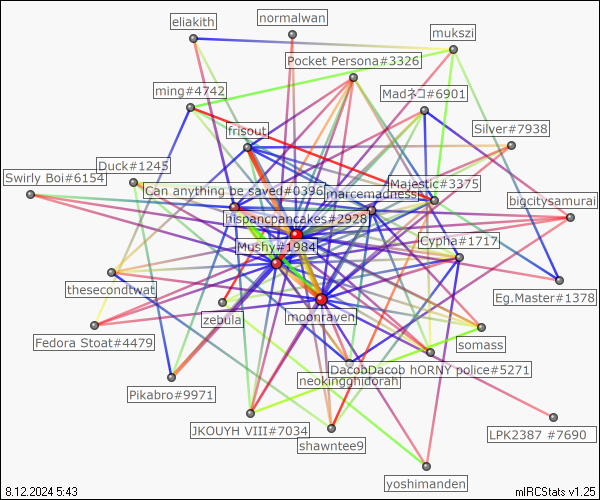 eliakith
normalwan
mukszi
Pocket Persona#3326
ming#4742
Madネコ#6901
frisout
Silver#7938
Duck#1245
Swirly Boi#6154
Can anything be saved#0396
marcemadness
Majestic#3375
bigcitysamurai
hispancpancakes#2928
Mushy#1984
Cypha#1717
thesecondtwat
Eg.Master#1378
zebula
moonraven
Fedora Stoat#4479
somass
DacobDacob
hORNY police#5271
neokingghidorah
Pikabro#9971
JKOUYH VIII#7034
LPK2387 #7690
shawntee9
yoshimanden
8.12.2024 5:43
mIRCStats v1.25